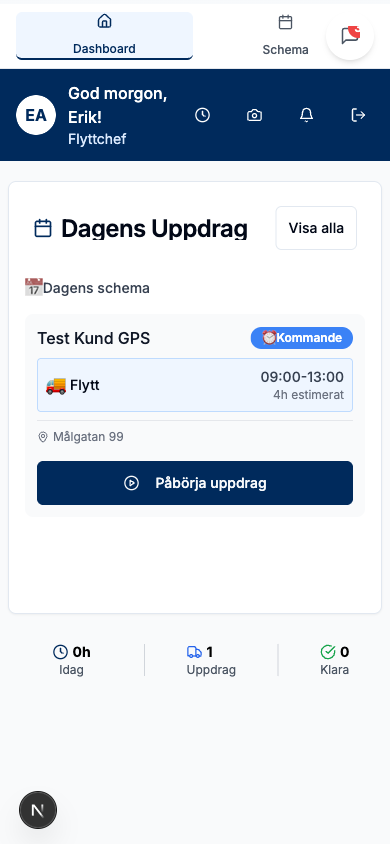 Dashboard
Schema
EA
God morgon,
Erik!
Flyttchef
Dagens Uppdrag
Visa alla
📅Dagens schema
Test Kund GPS
⏰Kommande
🚚 Flytt
09:00-13:00
4h estimerat
Målgatan 99
Påbörja uppdrag
0h
Idag
1
Uppdrag
0
Klara
N